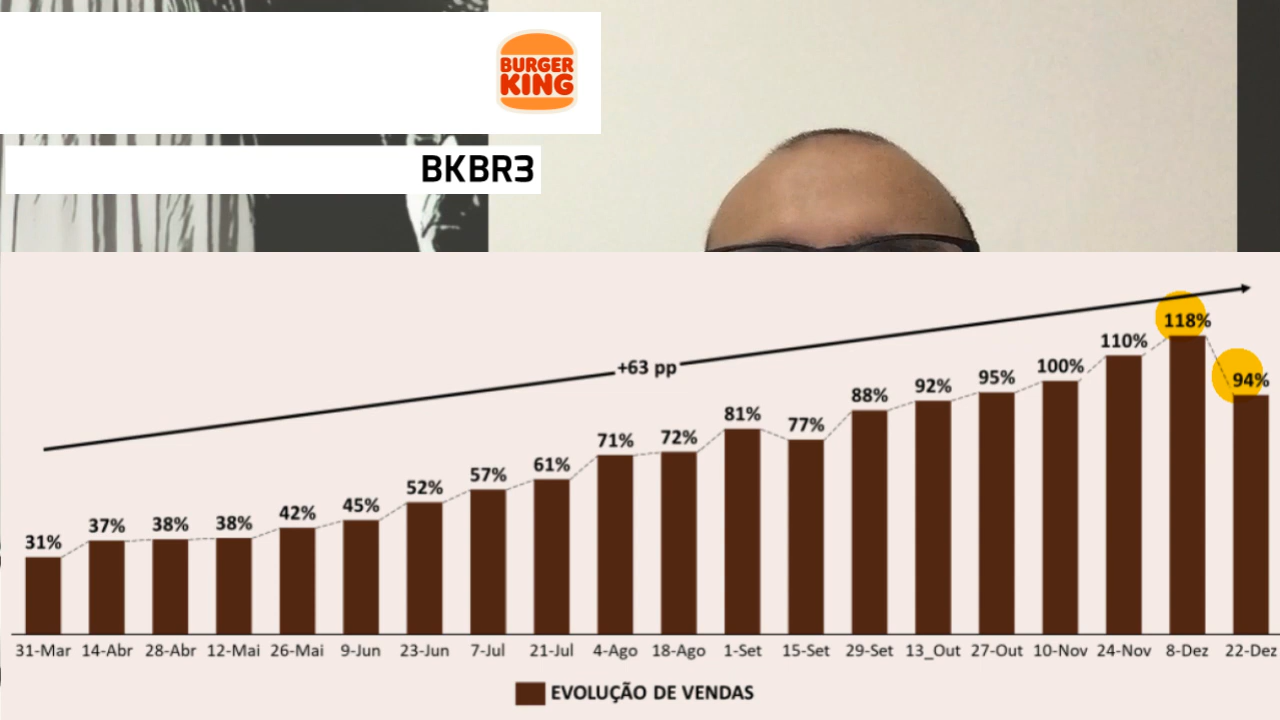 BURGER
KING
BKBR3
+63 pp
31%
37%
38%
38%
42%
45%
52%
57%
61%
71%
72%
81%
77%
88%
92%
95%
100%
110%
118%
94%
31-Mar
14-Abr
28-Abr
12-Mai
26-Mai
9-Jun
23-Jun
7-Jul
21-Jul
4-Ago
18-Ago
1-Set
15-Set
29-Set
13_Out
27-Out
10-Nov
24-Nov
8-Dez
22-Dez
EVOLUÇÃO DE VENDAS